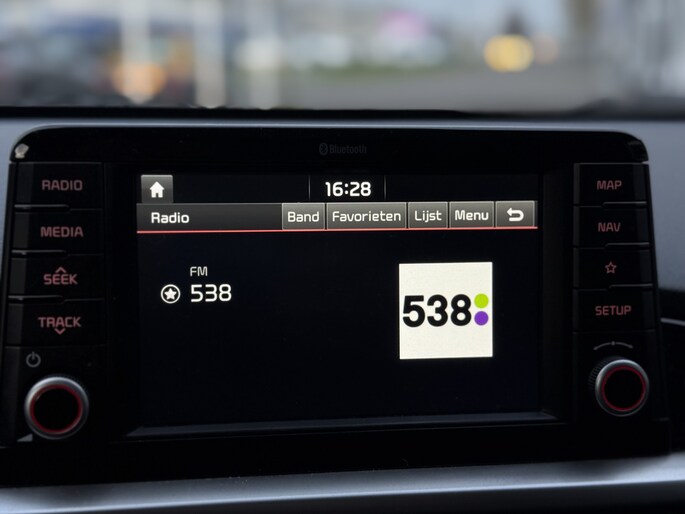 Bluetooth
16:28
Radio Band Favorieten Lijst Menu
FM
538
538
RADIO
MEDIA
SEEK
TRACK
MAP
NAV
SETUP